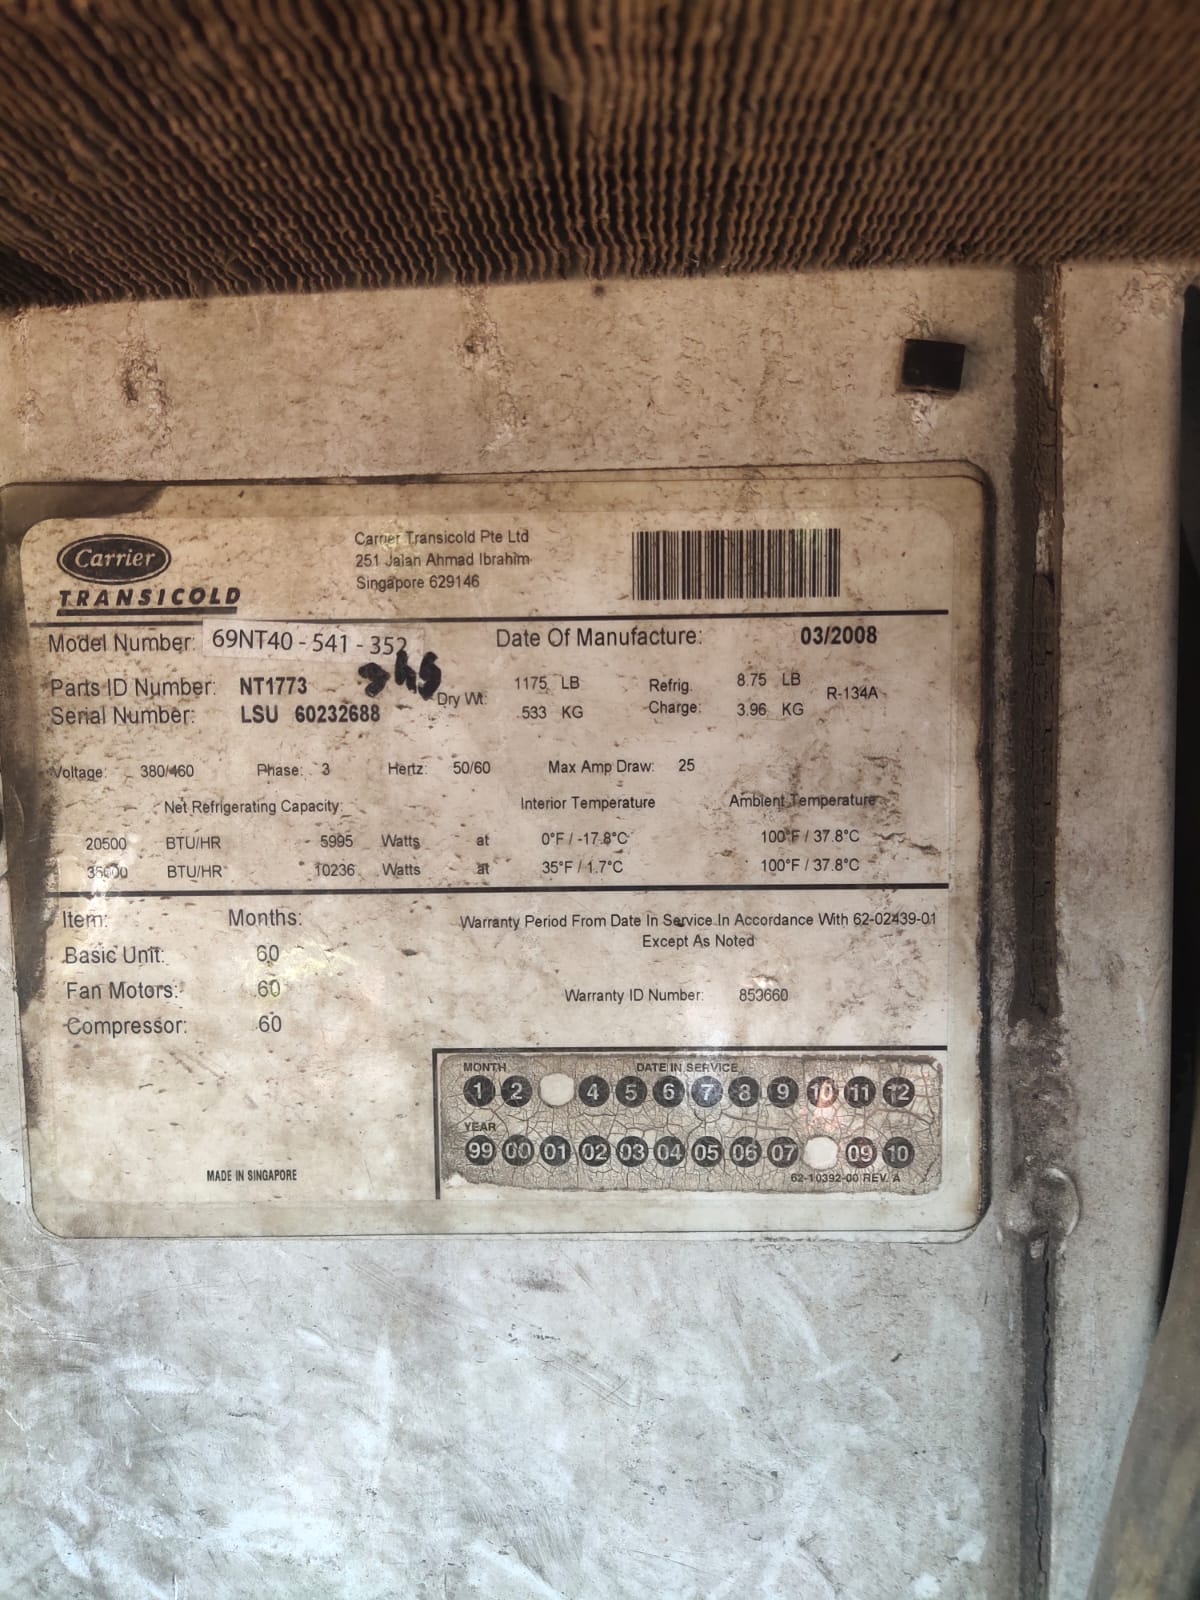 Carrier
TRANSICOLD
Carrier Transicold Pte Ltd
251 Jalan Ahmad Ibrahim
Singapore 629146
Model Number: 69NT40-541-352
Date Of Manufacture: 03/2008
Parts ID Number: NT1773
Serial Number: LSU 60232688
Dry Wt: 1175 LB
533 KG
Refrig. Charge: 8.75 LB
3.96 KG
R-134A
Voltage: 380/460 Phase: 3 Hertz: 50/60 Max Amp Draw: 25
Net Refrigerating Capacity: Interior Temperature Ambient Temperature
20500 BTU/HR 5995 Watts at 0°F / -17.8°C 100°F / 37.8°C
BTU/HR 10236 Watts at 35°F / 1.7°C 100°F / 37.8°C
Item: Months:
Basic Unit: 60
Fan Motors: 60
Compressor: 60
Warranty Period From Date In Service In Accordance With 62-02439-01
Except As Noted
Warranty ID Number:
MONTH DATE IN SERVICE
1 2 4 5 6 7 8 9 10 11 12
YEAR
99 00 01 02 03 04 05 06 07 09 10
62-10392-00 REV. A
MADE IN SINGAPORE